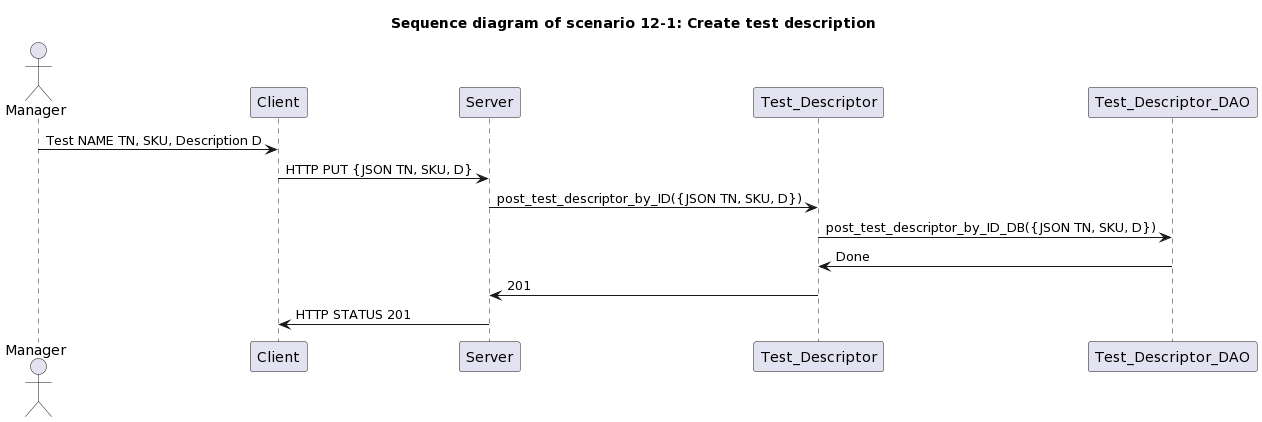 Sequence diagram of scenario 12-1: Create test description
Manager
Client
Server
Test_Descriptor
Test_Descriptor_DAO
Test NAME TN, SKU, Description D
HTTP PUT {JSON TN, SKU, D}
post_test_descriptor_by_ID({JSON TN, SKU, D})
post_test_descriptor_by_ID_DB({JSON TN, SKU, D})
Done
201
HTTP STATUS 201
Manager
Client
Server
Test_Descriptor
Test_Descriptor_DAO